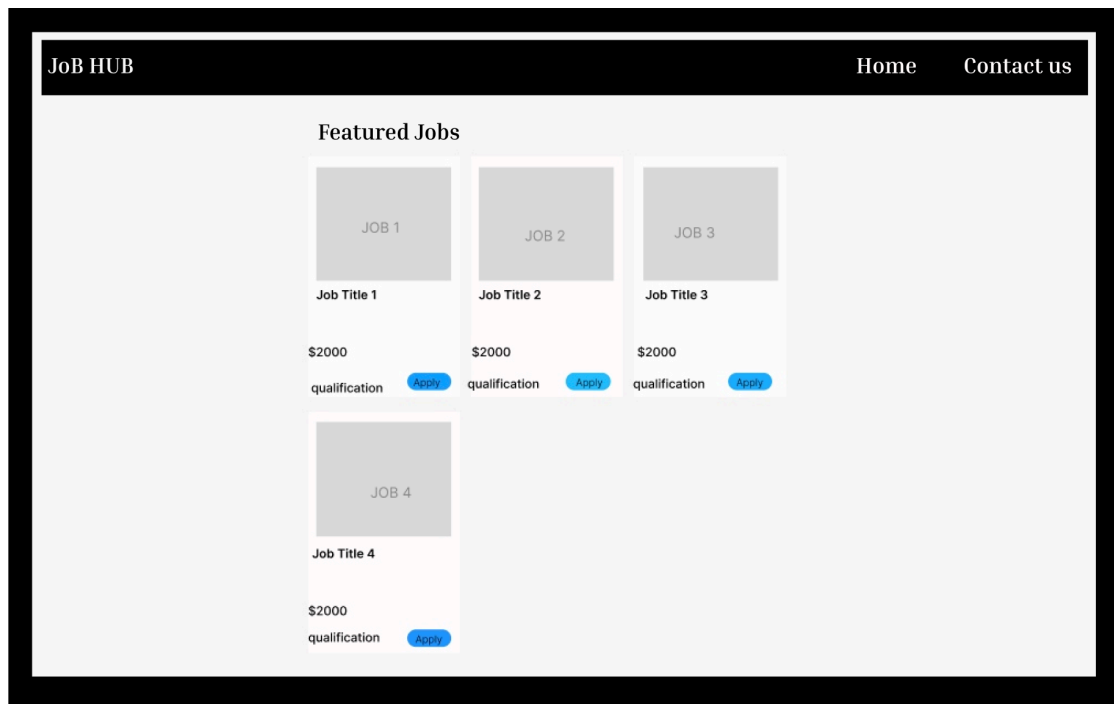 JoB HUB Home Contact us
Featured Jobs
JOB 1 JOB 2 JOB 3
Job Title 1 Job Title 2 Job Title 3
$2000 $2000 $2000
qualification Apply qualification Apply qualification Apply
JOB 4
Job Title 4
$2000
qualification Apply